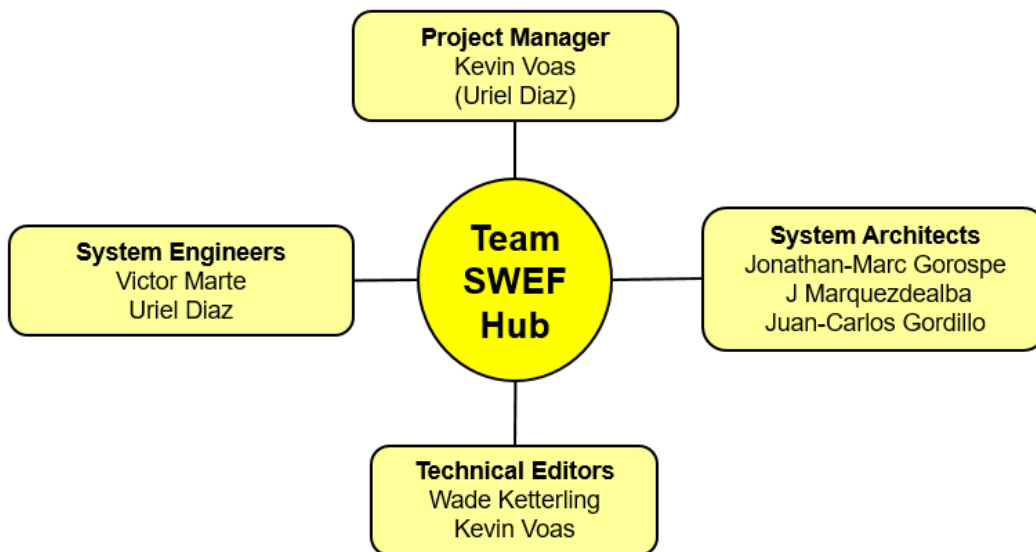 Project Manager
Kevin Voas
(Uriel Diaz)
System Engineers
Victor Marte
Uriel Diaz
Team
SWEF
Hub
System Architects
Jonathan-Marc Gorospe
J Marquezdealba
Juan-Carlos Gordillo
Technical Editors
Wade Ketterling
Kevin Voas